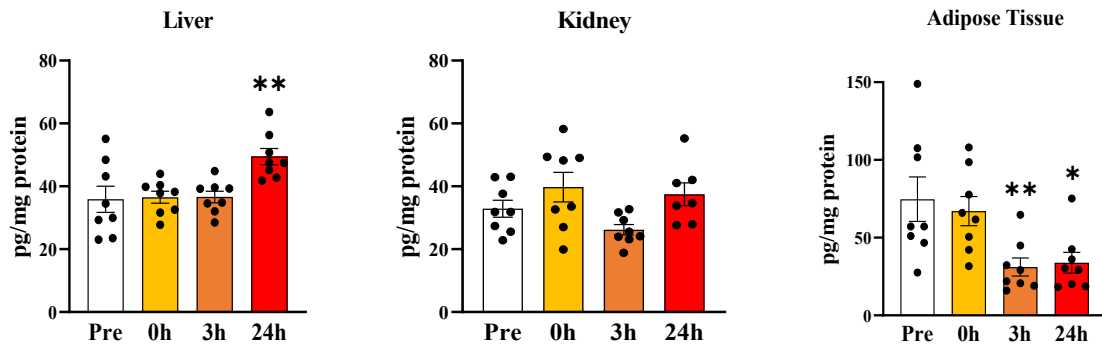 Liver
pg/mg protein
80
60
40
20
0
**
Pre 0h 3h 24h
Kidney
pg/mg protein
80
60
40
20
0
Pre 0h 3h 24h
Adipose Tissue
pg/mg protein
150
100
50
0
**
*
Pre 0h 3h 24h